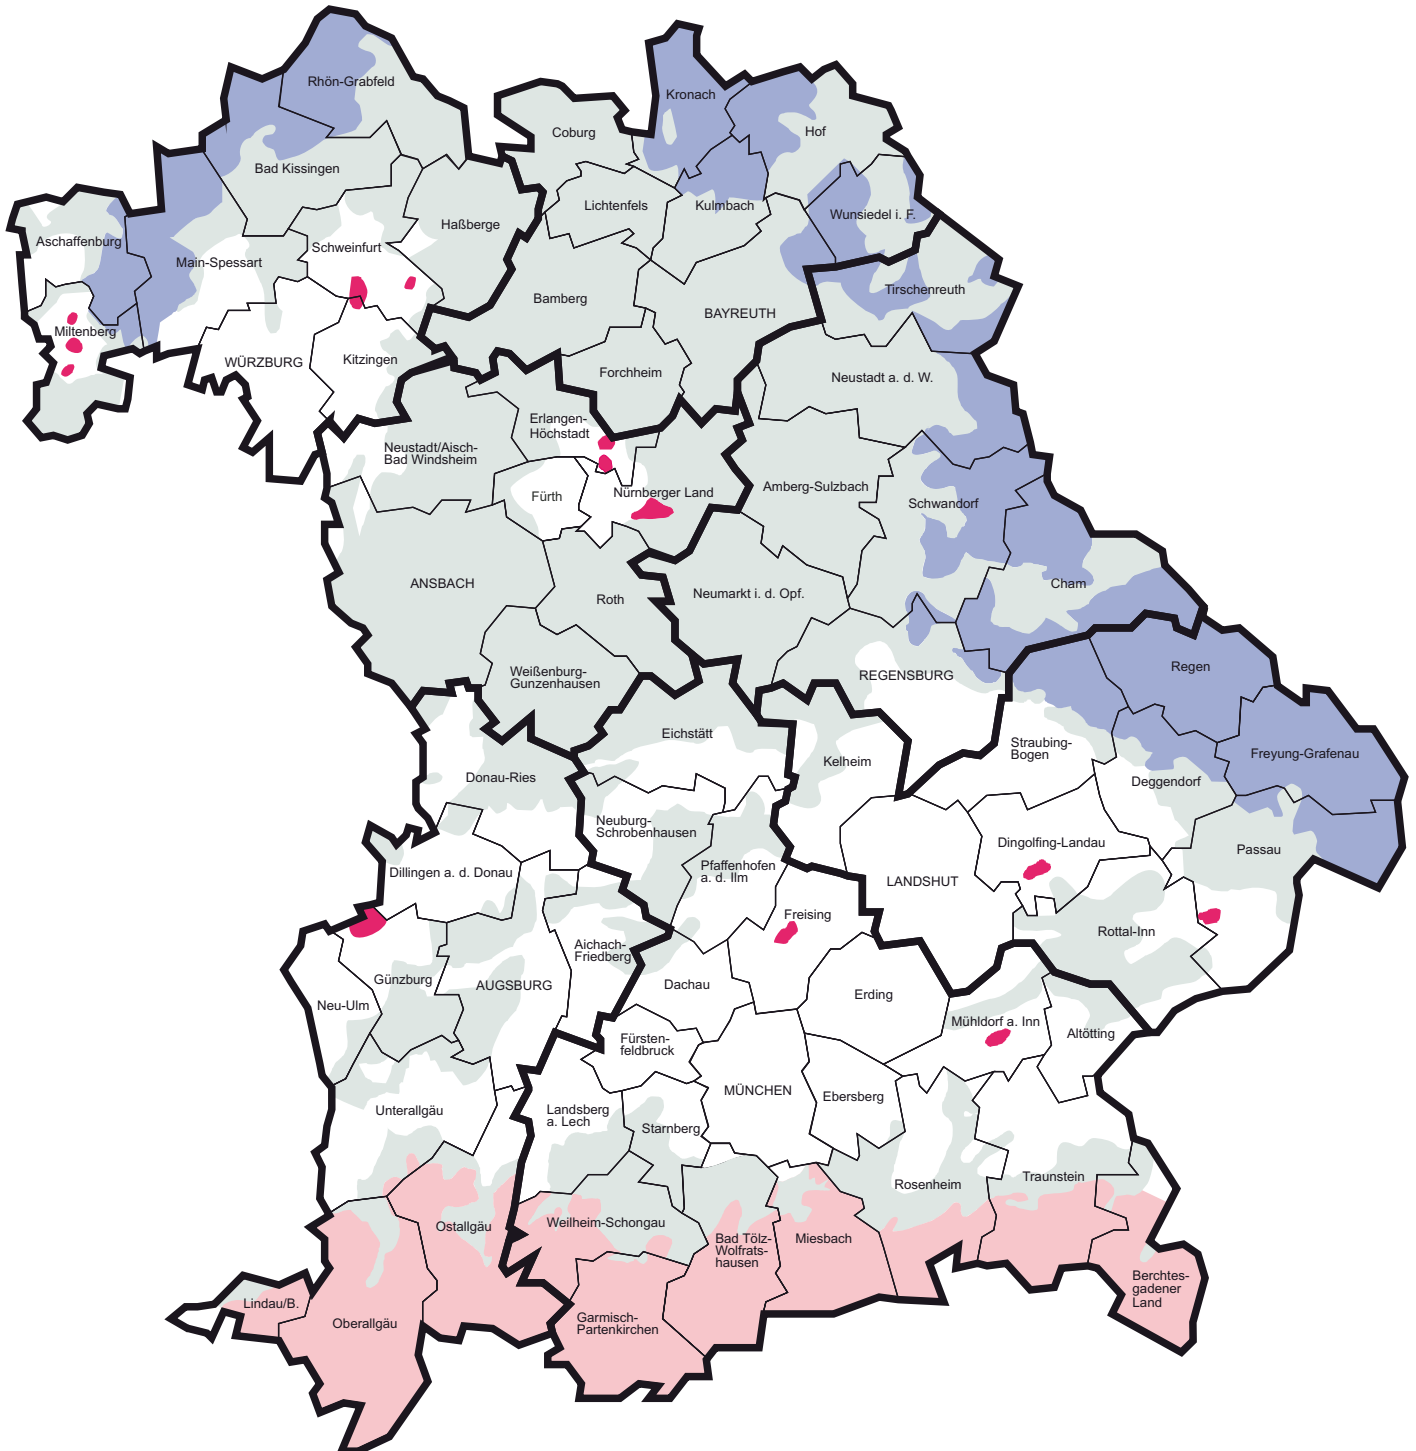 Rhön-Grabfeld
Kronach
Coburg
Hof
Bad Kissingen
Lichtenfels
Kulmbach
Wunsiedel i. F.
Haßberge
Aschaffenburg
Schweinfurt
Main-Spessart
Tirschenreuth
Bamberg
BAYREUTH
Miltenberg
WÜRZBURG
Kitzingen
Forchheim
Neustadt a. d. W.
Erlangen-
Höchstadt
Neustadt/Aisch-
Bad Windsheim
Amberg-Sulzbach
Fürth
Nürnberger Land
Schwandorf
ANSBACH
Cham
Roth
Neumarkt i. d. Opf.
Regen
Weißenburg-
Gunzenhausen
REGENSBURG
Eichstätt
Straubing-
Bogen
Freyung-Grafenau
Kelheim
Donau-Ries
Deggendorf
Neuburg-
Schrobenhausen
Dingolfing-Landau
Passau
Pfaffenhofen
a. d. Ilm
Dillingen a. d. Donau
LANDSHUT
Freising
Rottal-Inn
Aichach-
Friedberg
Günzburg
AUGSBURG
Dachau
Erding
Neu-Ulm
Mühldorf a. Inn
Altötting
Fürsten-
feldbruck
MÜNCHEN
Ebersberg
Unterallgäu
Landsberg
a. Lech
Starnberg
Traunstein
Rosenheim
Ostallgäu
Weilheim-Schongau
Bad Tölz-
Wolfrats-
hausen
Miesbach
Berchtes-
gadener
Land
Lindau/B.
Oberallgäu
Garmisch-
Partenkirchen